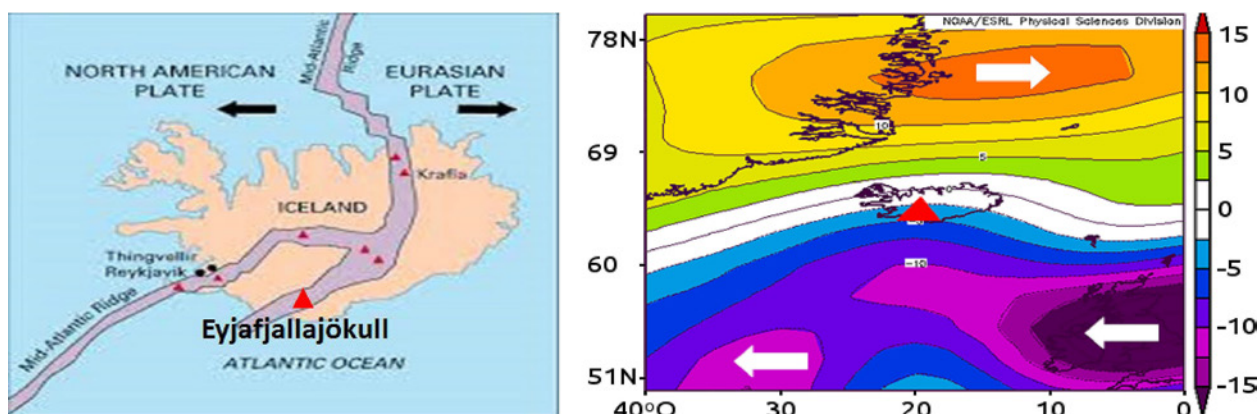 Mid-Atlantic
Ridge
NORTH AMERICAN
PLATE
EURASIAN
PLATE
Krafla
ICELAND
Thingvellir
Reykjavik
Mid-Atlantic Ridge
Eyjafjallajökull
ATLANTIC OCEAN
NOAA/ESRL Physical Sciences Division
78N
69
60
51N
40°O
20
10
0
10
5
-10
15
10
5
0
-5
-10
-15